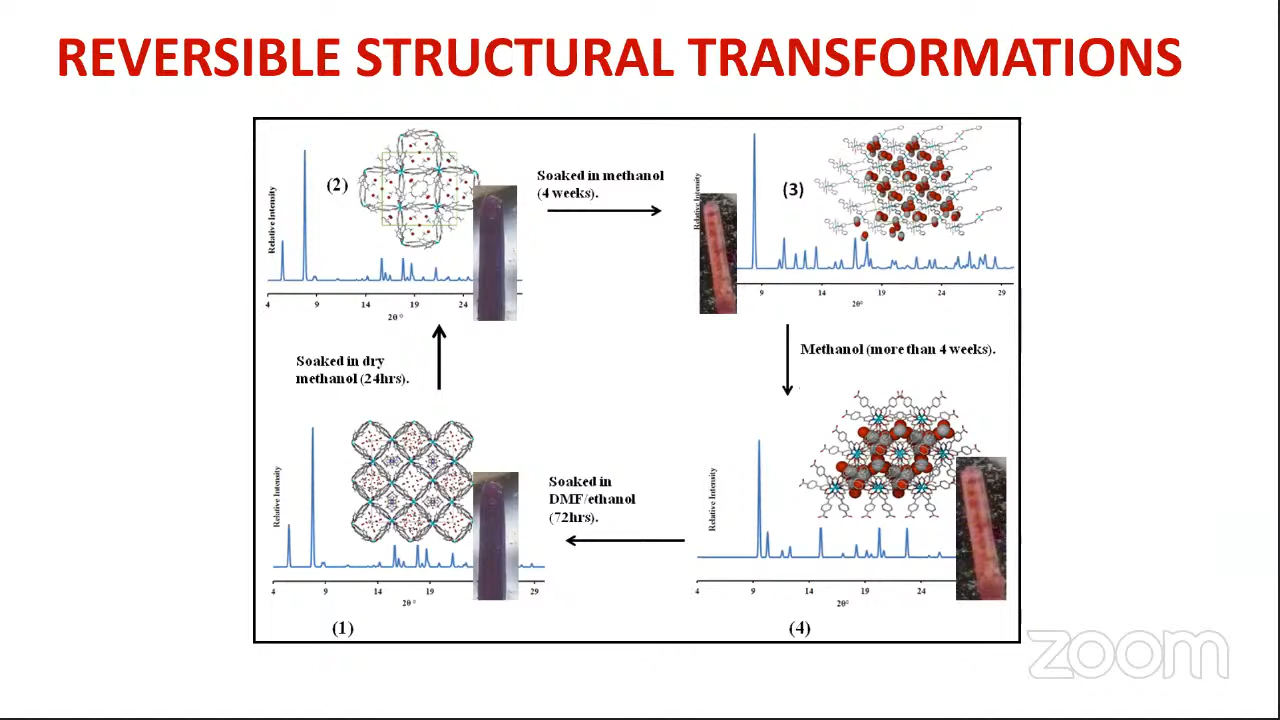 REVERSIBLE STRUCTURAL TRANSFORMATIONS
(2)
Relative Intensity
4 9 14 19 24
2θ °
Soaked in methanol
(4 weeks).
(3)
Relative Intensity
9 14 19 24 29
2θ°
Soaked in dry
methanol (24hrs).
Methanol (more than 4 weeks).
Relative Intensity
4 9 14 19 29
2θ°
(1)
Soaked in
DMF/ethanol
(72hrs).
Relative Intensity
4 9 14 19 24
2θ°
(4)
zoom